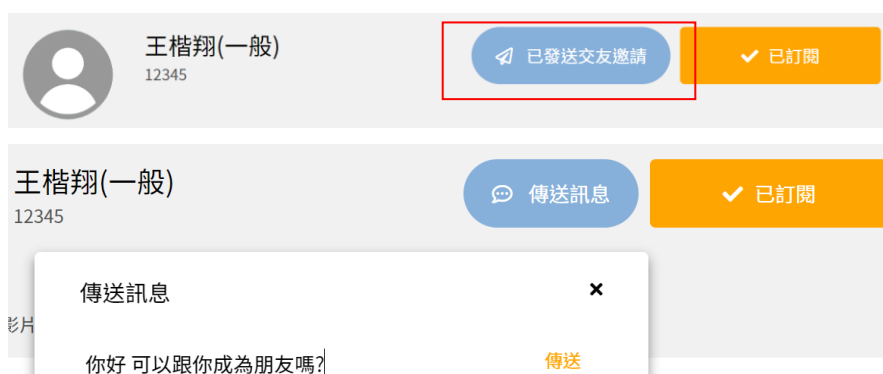 王楷翔(一般)
12345
已發送交友邀請
已訂閱
王楷翔(一般)
12345
傳送訊息
已訂閱
傳送訊息
影片
你好 可以跟你成為朋友嗎?
傳送